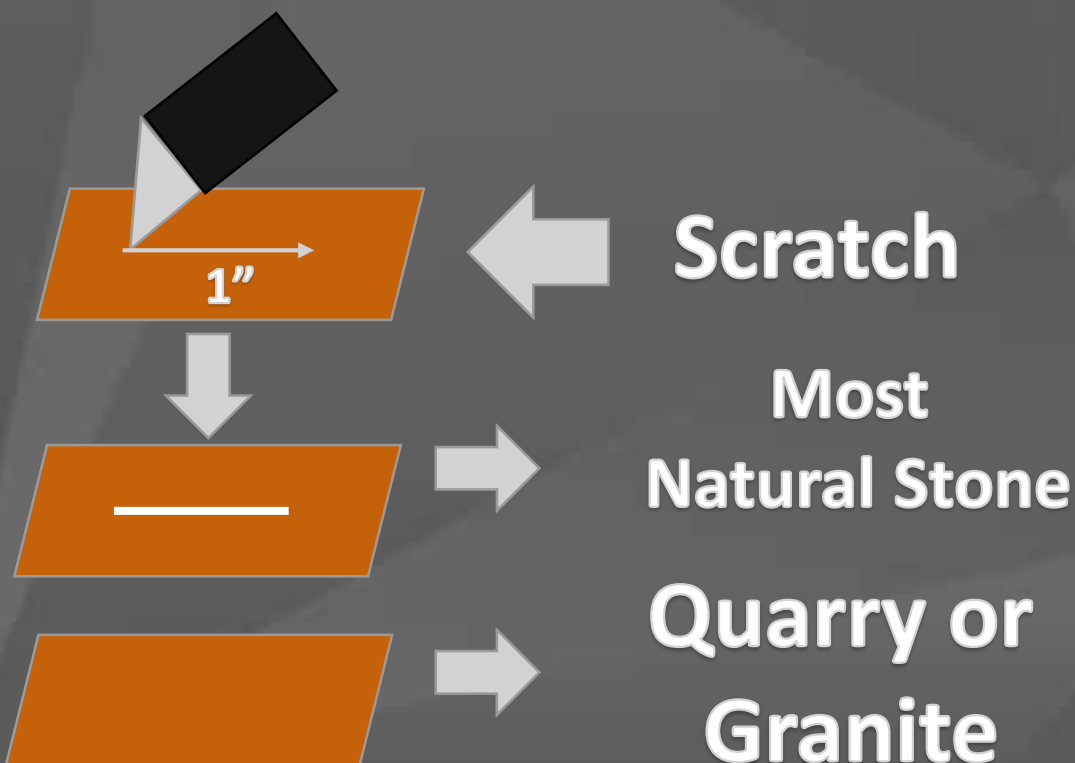 Scratch
1”
Most
Natural Stone
Quarry or
Granite